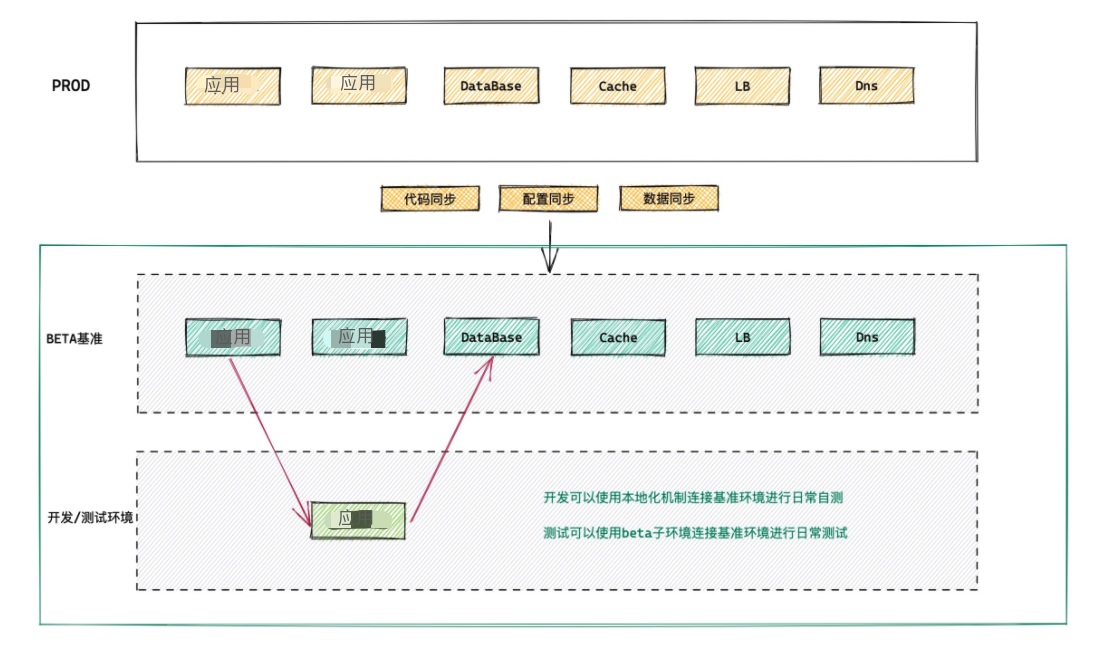 PROD
应用
应用
DataBase
Cache
LB
Dns
代码同步
配置同步
数据同步
BETA基准
应用
应用
DataBase
Cache
LB
Dns
开发/测试环境
应用
开发可以使用本地化机制连接基准环境进行日常自测
测试可以使用beta子环境连接基准环境进行日常测试